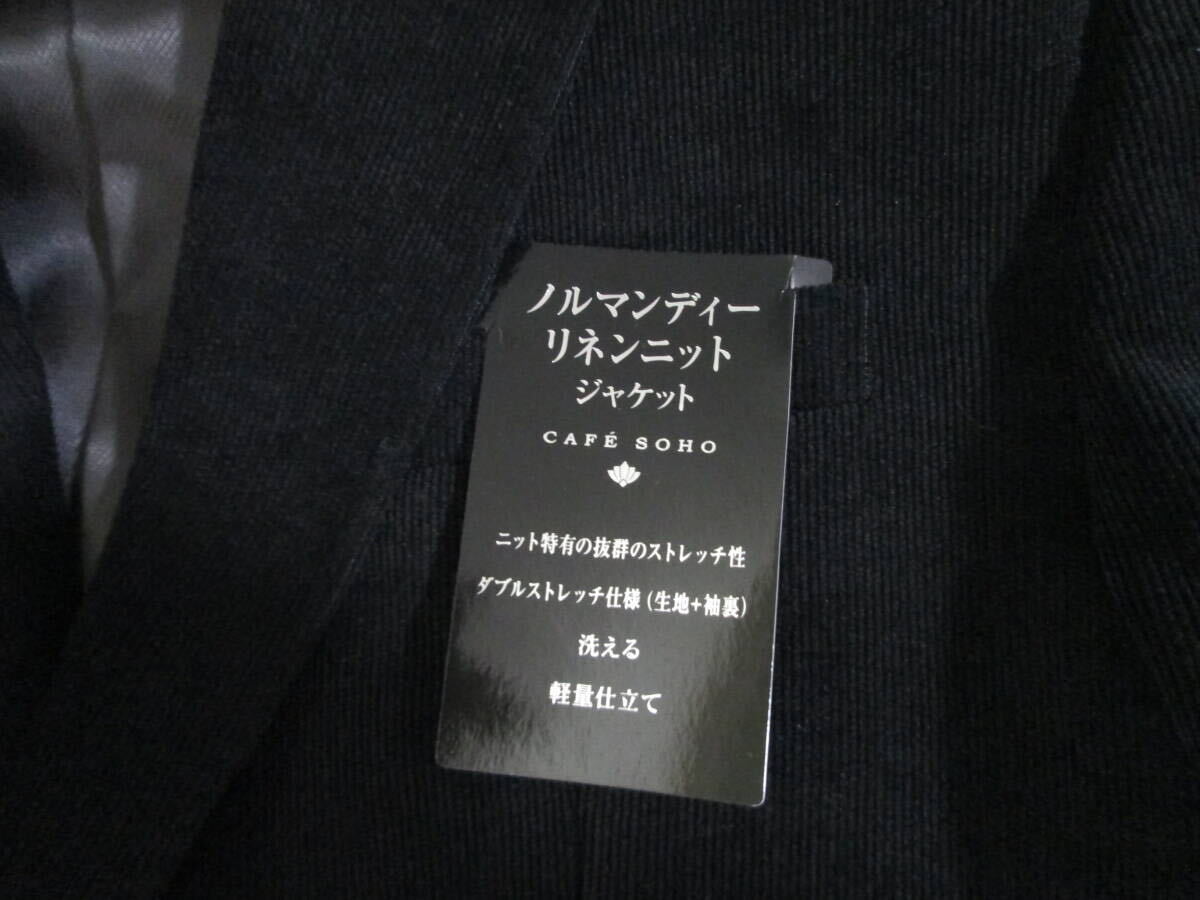 ノルマンディー
リネンニット
ジャケット
CAFÉ SOHO
ニット特有の抜群のストレッチ性
ダブルストレッチ仕様(生地+袖裏)
洗える
軽量仕立て